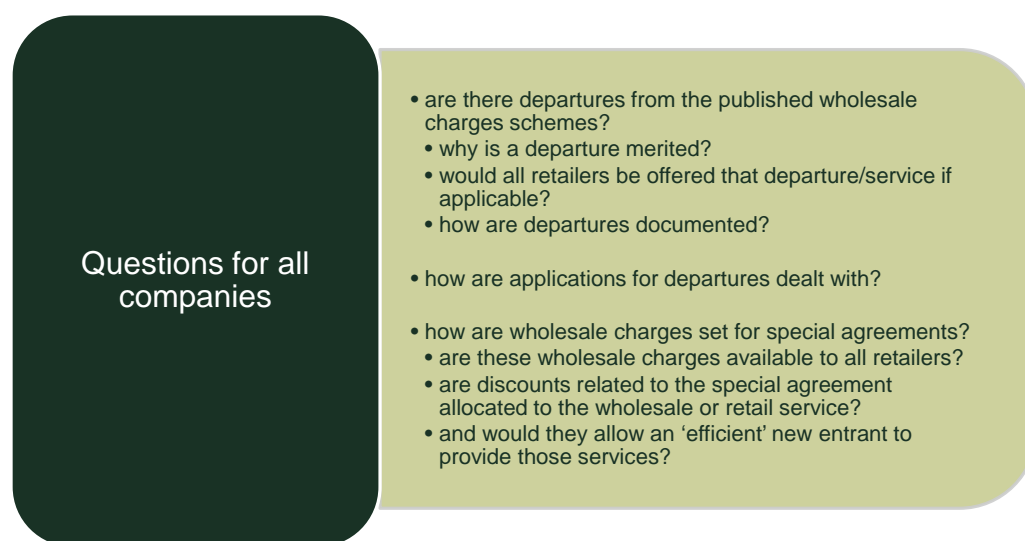 Questions for all
companies
• are there departures from the published wholesale
charges schemes?
• why is a departure merited?
• would all retailers be offered that departure/service if
applicable?
• how are departures documented?
• how are applications for departures dealt with?
• how are wholesale charges set for special agreements?
• are these wholesale charges available to all retailers?
• are discounts related to the special agreement
allocated to the wholesale or retail service?
• and would they allow an ‘efficient’ new entrant to
provide those services?